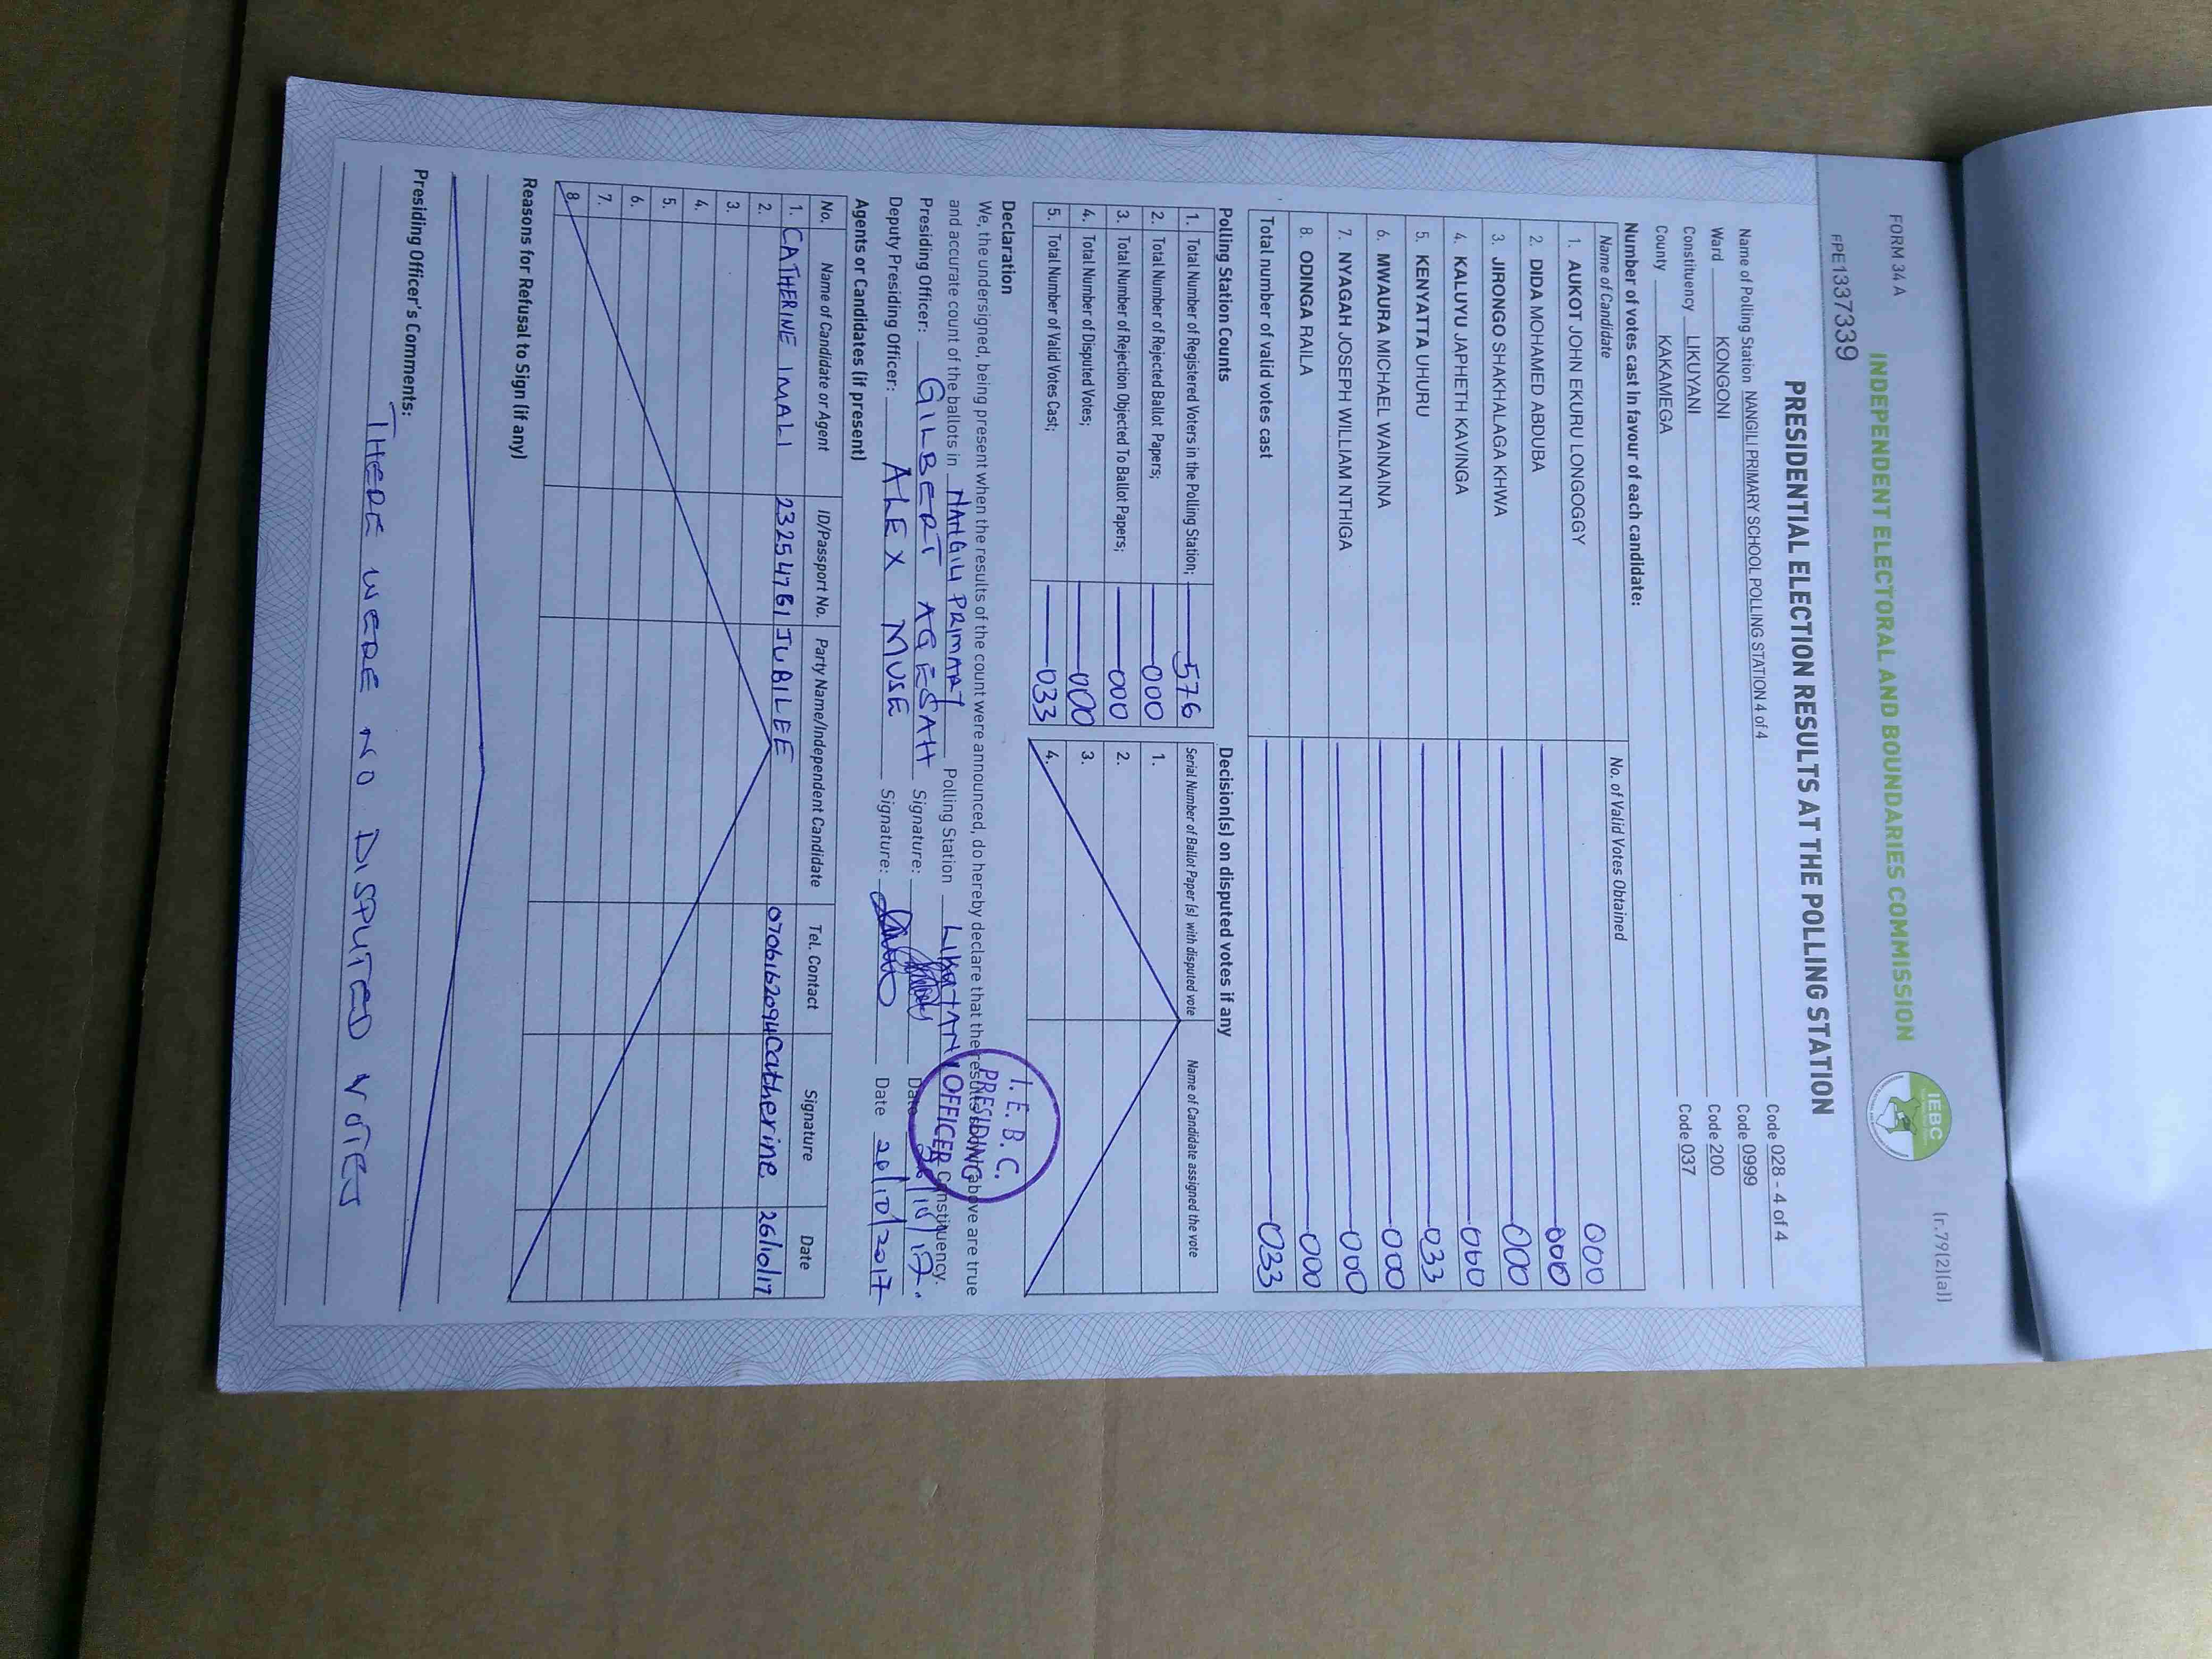 FORM 34 A
(r.79(2)(a))
INDEPENDENT ELECTORAL AND BOUNDARIES COMMISSION
IEBC
PE1337339
PRESIDENTIAL ELECTION RESULTS AT THE POLLING STATION
Name of Polling Station NANGILI PRIMARY SCHOOL POLLING STATION 4 of 4 Code 028 - 4 of 4
Ward KONGONI Code 0999
Constituency LIKUYANI Code 200
County KAKAMEGA Code 037
Number of votes cast in favour of each candidate:
Name of Candidate No. of Valid Votes Obtained
1. AUKOT JOHN EKURU LONGOGGY 000
2. DIDA MOHAMED ABDUBA 000
3. JIRONGO SHAKHALAGA KHWA 000
4. KALUYU JAPHETH KAVINGA 000
5. KENYATTA UHURU 033
6. MWAURA MICHAEL WAINAINA 000
7. NYAGAH JOSEPH WILLIAM NTHIGA 000
8. ODINGA RAILA 000
Total number of valid votes cast 033
Polling Station Counts
1. Total Number of Registered Voters in the Polling Station; 576
2. Total Number of Rejected Ballot Papers; 000
3. Total Number of Rejection Objected To Ballot Papers; 000
4. Total Number of Disputed Votes; 000
5. Total Number of Valid Votes Cast; 033
Decision(s) on disputed votes if any
Serial Number of Ballot Paper (s) with disputed vote Name of Candidate assigned the vote
1.
2.
3.
4.
Declaration
We, the undersigned, being present when the results of the count were announced, do hereby declare that the results above are true
and accurate count of the ballots in NANGILI PRIMARY Polling Station LIKUYANI Constituency.
Presiding Officer: GILBERT AGESAH Signature: Date 26/10/17.
Deputy Presiding Officer: ALEX MUSE Signature: Date 26/10/2017
I.E.B.C.
PRESIDING
OFFICER
Agents or Candidates (if present)
No. Name of Candidate or Agent ID/Passport No. Party Name/Independent Candidate Tel. Contact Signature Date
1. CATHERINE IMALI 23254761 JUBILEE 0706162094 Catherine 26/10/17
2.
3.
4.
5.
6.
7.
8.
Reasons for Refusal to Sign (if any)
Presiding Officer's Comments:
THERE WERE NO DISPUTED VOTES